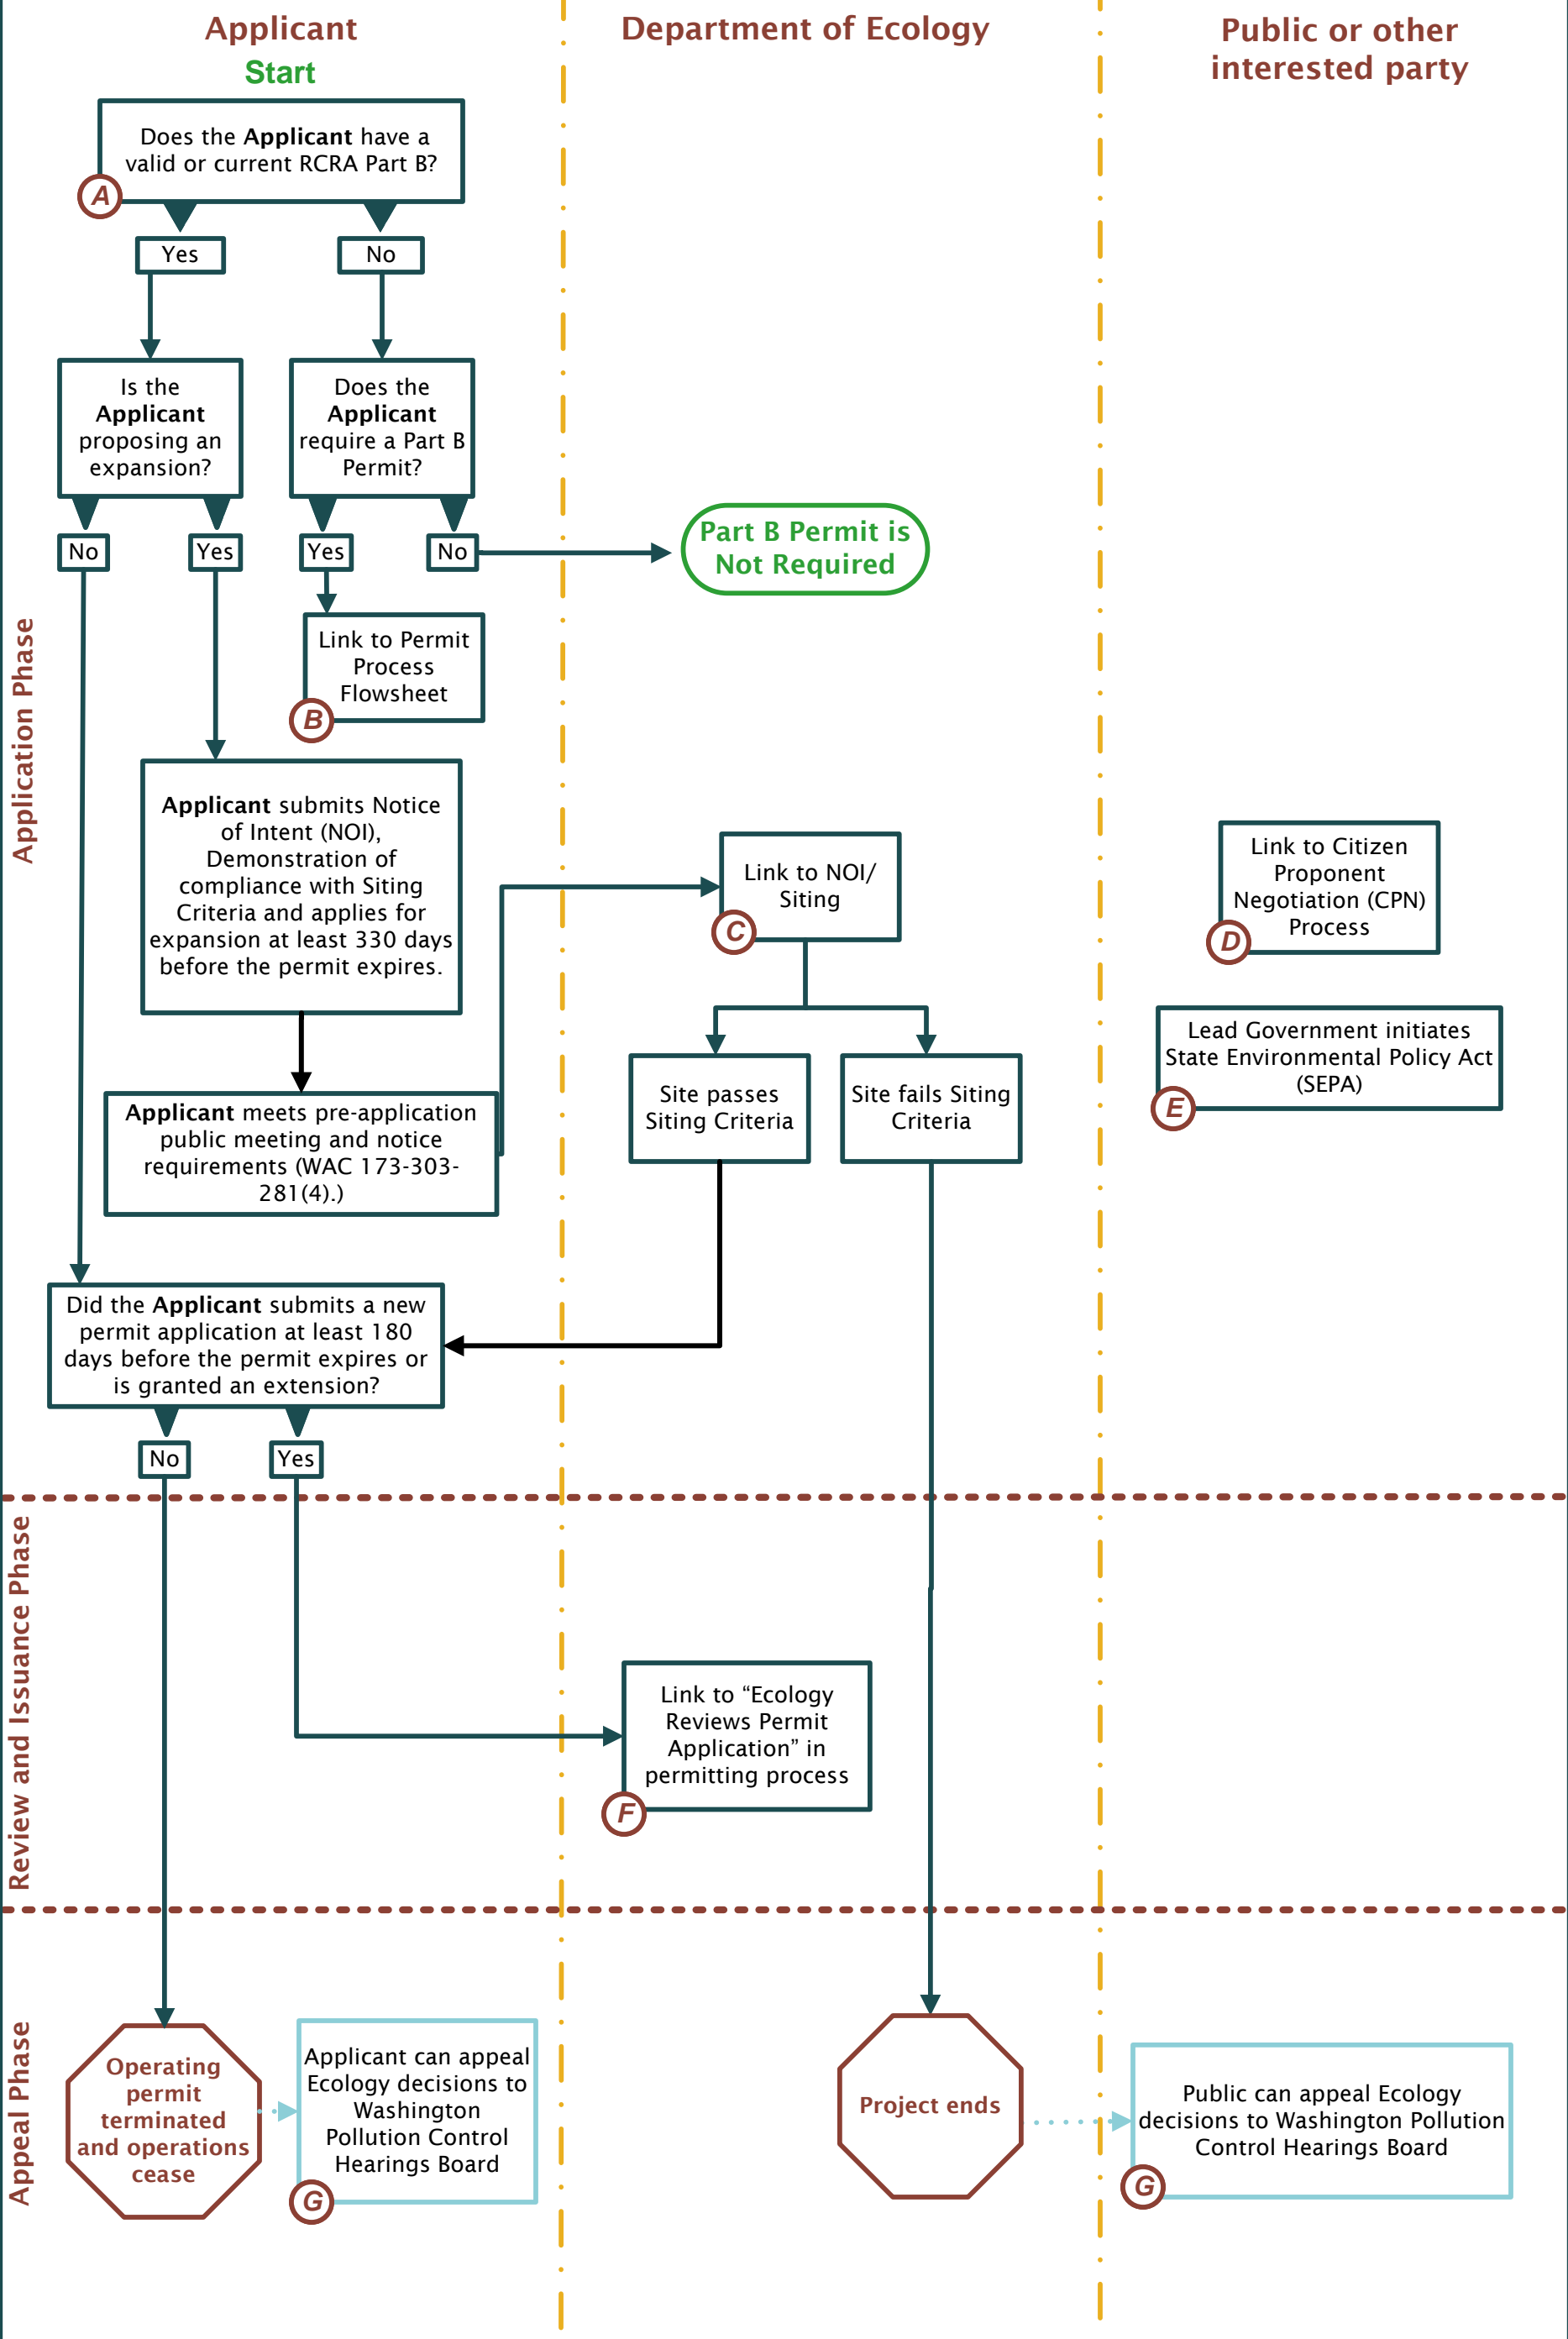 Applicant
Start
Department of Ecology
Public or other
interested party
Does the Applicant have a
valid or current RCRA Part B?
A
Yes
No
Is the
Applicant
proposing an
expansion?
Does the
Applicant
require a Part B
Permit?
No
Yes
Yes
No
Part B Permit is
Not Required
Link to Permit
Process
Flowsheet
B
Application Phase
Applicant submits Notice
of Intent (NOI),
Demonstration of
compliance with Siting
Criteria and applies for
expansion at least 330 days
before the permit expires.
Link to NOI/
Siting
C
Link to Citizen
Proponent
Negotiation (CPN)
Process
D
Lead Government initiates
State Environmental Policy Act
(SEPA)
E
Applicant meets pre-application
public meeting and notice
requirements (WAC 173-303-
281(4).)
Site passes
Siting Criteria
Site fails Siting
Criteria
Did the Applicant submits a new
permit application at least 180
days before the permit expires or
is granted an extension?
No
Yes
Review and Issuance Phase
Link to “Ecology
Reviews Permit
Application” in
permitting process
F
Appeal Phase
Operating
permit
terminated
and operations
cease
Applicant can appeal
Ecology decisions to
Washington
Pollution Control
Hearings Board
G
Project ends
Public can appeal Ecology
decisions to Washington Pollution
Control Hearings Board
G